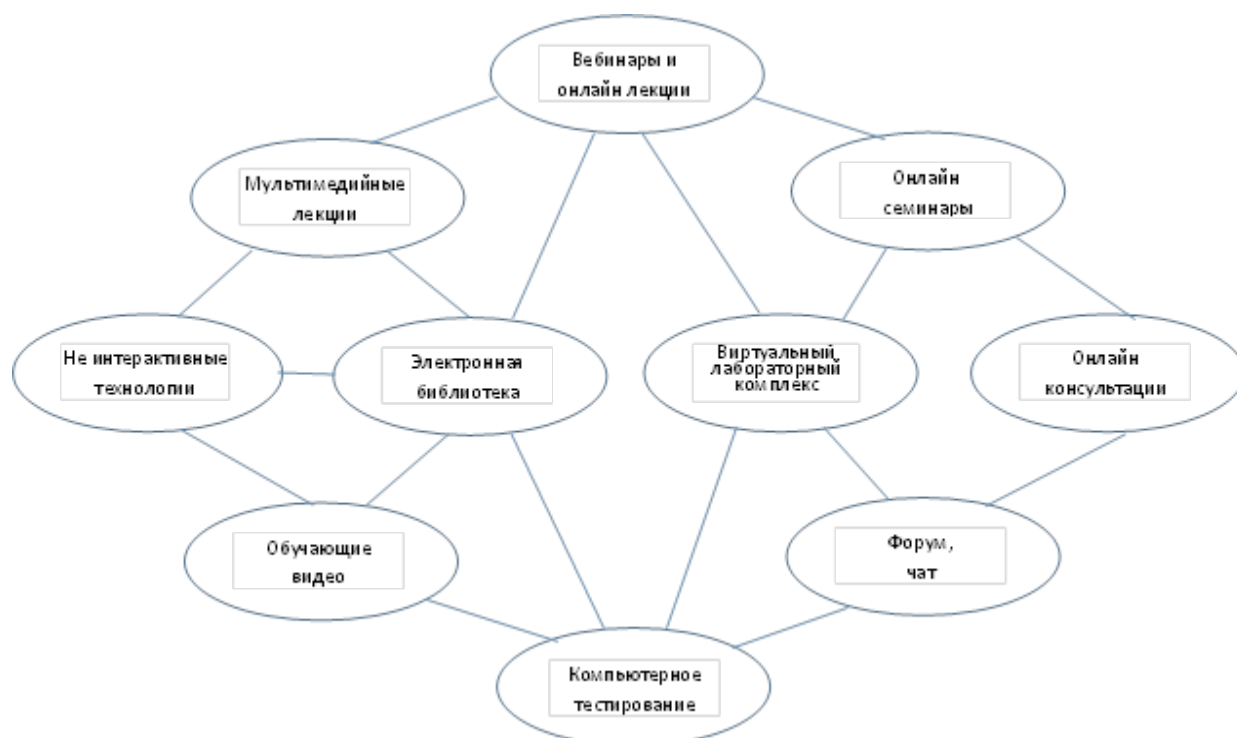 Вебинары и
онлайн лекции
Мультимедийные
лекции
Онлайн
семинары
Не интерактивные
технологии
Электронная
библиотека
Виртуальный
лабораторный
комплекс
Онлайн
консультации
Обучающие
видео
Форум,
чат
Компьютерное
тестирование